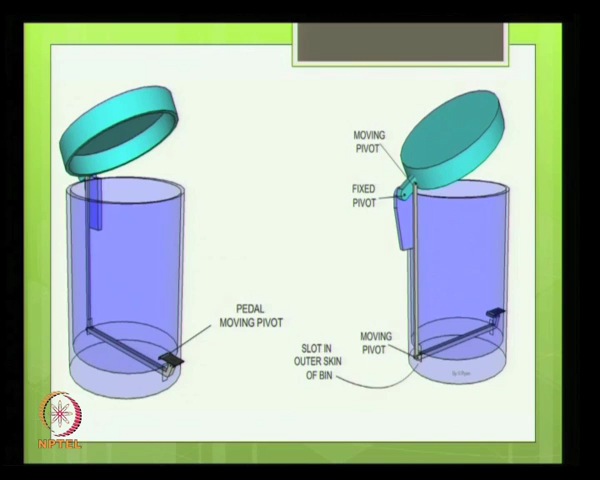 MOVING
PIVOT
FIXED
PIVOT
PEDAL
MOVING PIVOT
MOVING
PIVOT
SLOT IN
OUTER SKIN
OF BIN
NPTEL